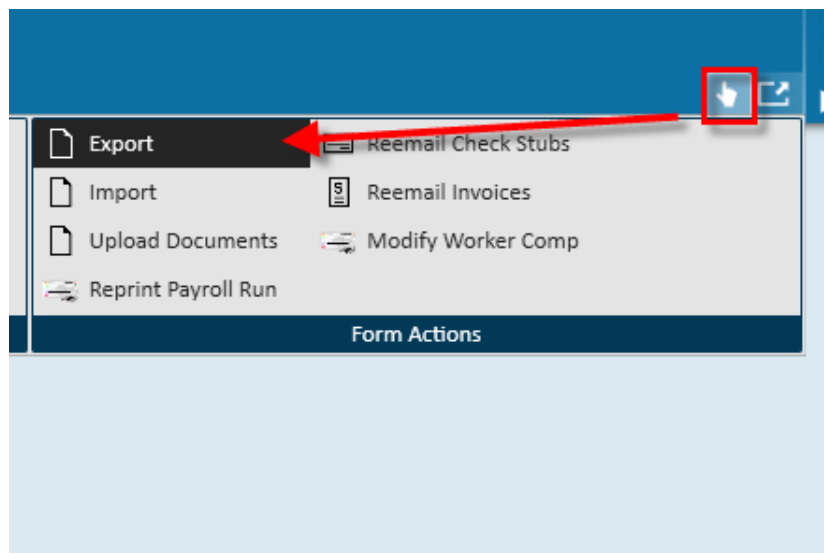 Export
Reemail Check Stubs
Import
Reemail Invoices
Upload Documents
Modify Worker Comp
Reprint Payroll Run
Form Actions